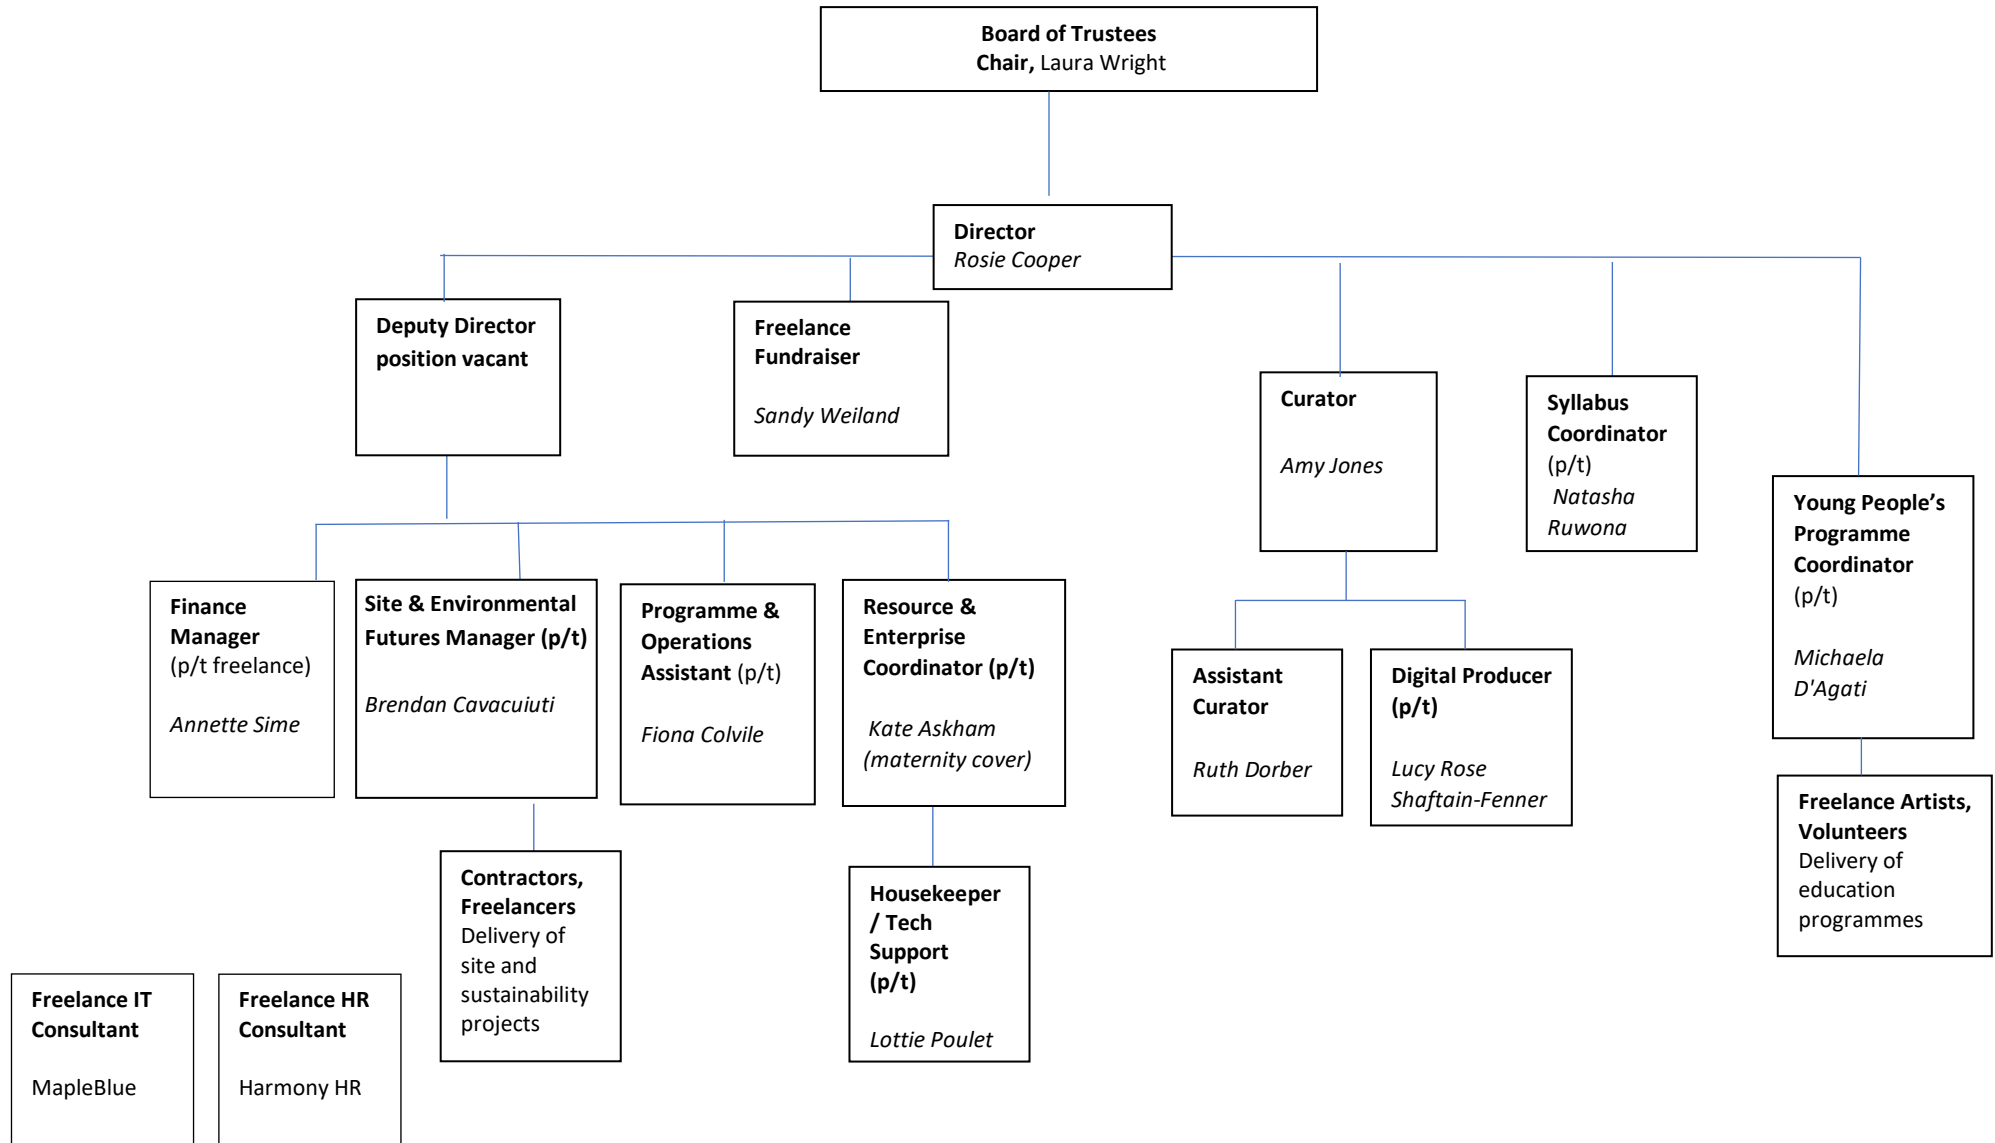 Board of Trustees
Chair, Laura Wright
Director
Rosie Cooper
Deputy Director
position vacant
Freelance
Fundraiser
Sandy Weiland
Curator
Amy Jones
Syllabus
Coordinator
(p/t)
Natasha
Ruwona
Young People’s
Programme
Coordinator
(p/t)
Michaela
D'Agati
Finance
Manager
(p/t freelance)
Annette Sime
Site & Environmental
Futures Manager (p/t)
Brendan Cavacuiuti
Programme &
Operations
Assistant (p/t)
Fiona Colvile
Resource &
Enterprise
Coordinator (p/t)
Kate Askham
(maternity cover)
Assistant
Curator
Ruth Dorber
Digital Producer
(p/t)
Lucy Rose
Shaftain-Fenner
Freelance Artists,
Volunteers
Delivery of
education
programmes
Contractors,
Freelancers
Delivery of
site and
sustainability
projects
Housekeeper
/ Tech
Support
(p/t)
Lottie Poulet
Freelance IT
Consultant
MapleBlue
Freelance HR
Consultant
Harmony HR